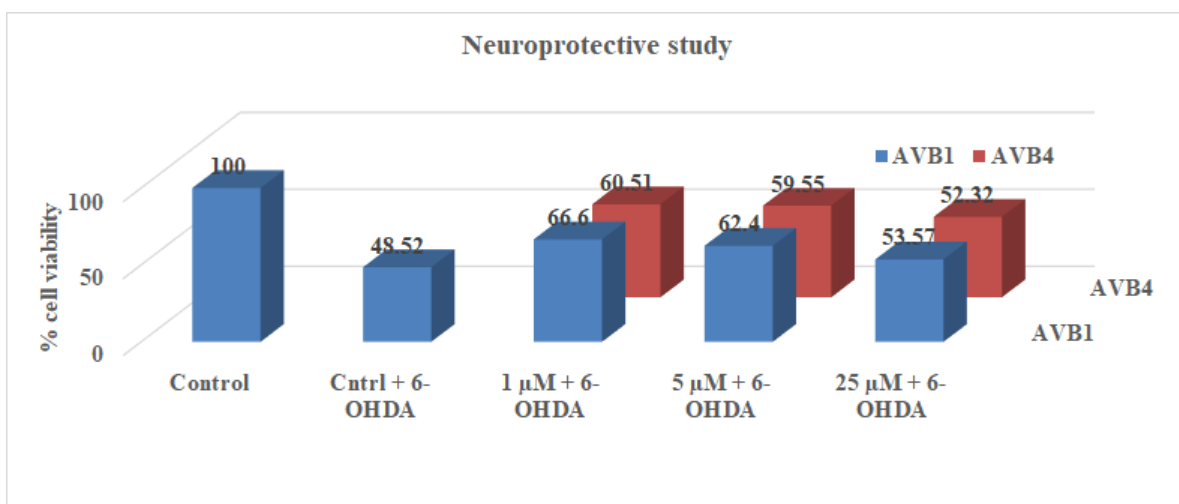 Neuroprotective study
AVB1 AVB4
100
48.52
66.6
60.51
62.4
59.55
53.57
52.32
% cell viability
100
50
0
AVB4
AVB1
Control
Cntrl + 6-
OHDA
1 µM + 6-
OHDA
5 µM + 6-
OHDA
25 µM + 6-
OHDA